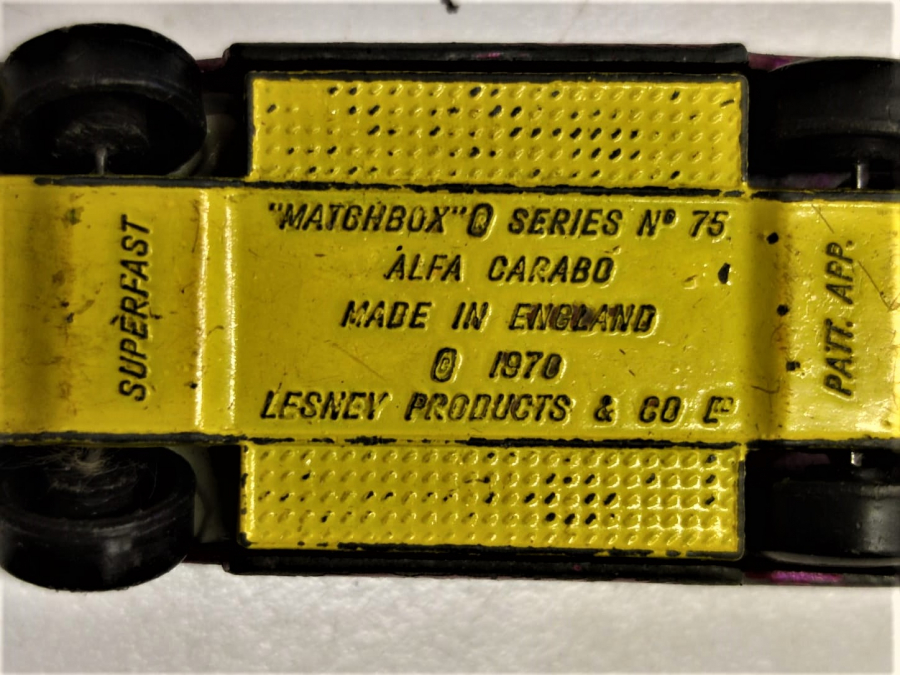 SUPERFAST
"MATCHBOX"® SERIES Nº 75
ALFA CARABO
MADE IN ENGLAND
© 1970
LESNEY PRODUCTS & CO LTD
PATT. APP.